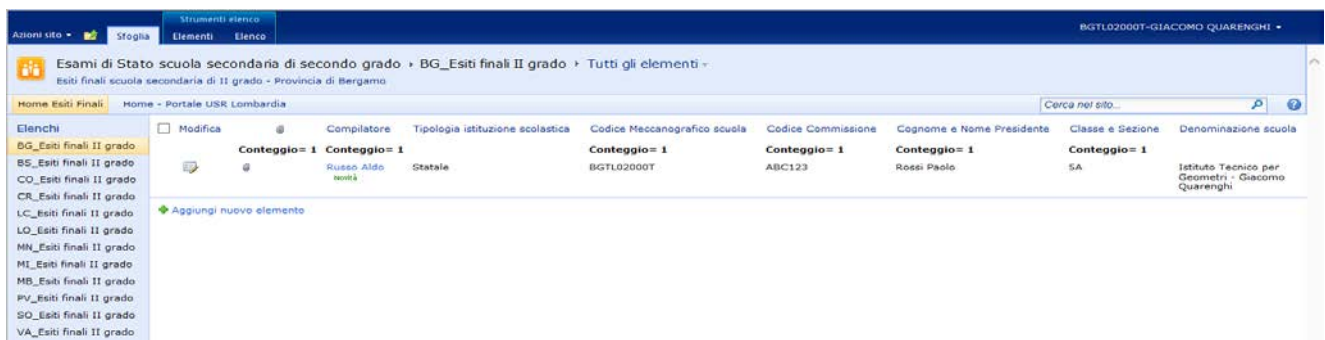 Strumenti elenco
Azioni sito Sfoglia Elementi Elenco BGTL02000T-GIACOMO QUARENGHI
Esami di Stato scuola secondaria di secondo grado BG_Esiti finali II grado Tutti gli elementi
Esiti finali scuola secondaria di II grado - Provincia di Bergamo
Home Esiti Finali Home - Portale USR Lombardia Cerca nel sito...
Elenchi
BG_Esiti finali II grado
BS_Esiti finali II grado
CO_Esiti finali II grado
CR_Esiti finali II grado
LC_Esiti finali II grado
LO_Esiti finali II grado
MN_Esiti finali II grado
MI_Esiti finali II grado
MB_Esiti finali II grado
PV_Esiti finali II grado
SO_Esiti finali II grado
VA_Esiti finali II grado
Modifica Compilatore Tipologia istituzione scolastica Codice Meccanografico scuola Codice Commissione Cognome e Nome Presidente Classe e Sezione Denominazione scuola
Conteggio= 1 Conteggio= 1 Conteggio= 1 Conteggio= 1 Conteggio= 1 Conteggio= 1
Russo Aldo Statale BGTL02000T ABC123 Rossi Paolo 5A Istituto Tecnico per
Novità Geometri - Giacomo
Quarenghi
Aggiungi nuovo elemento